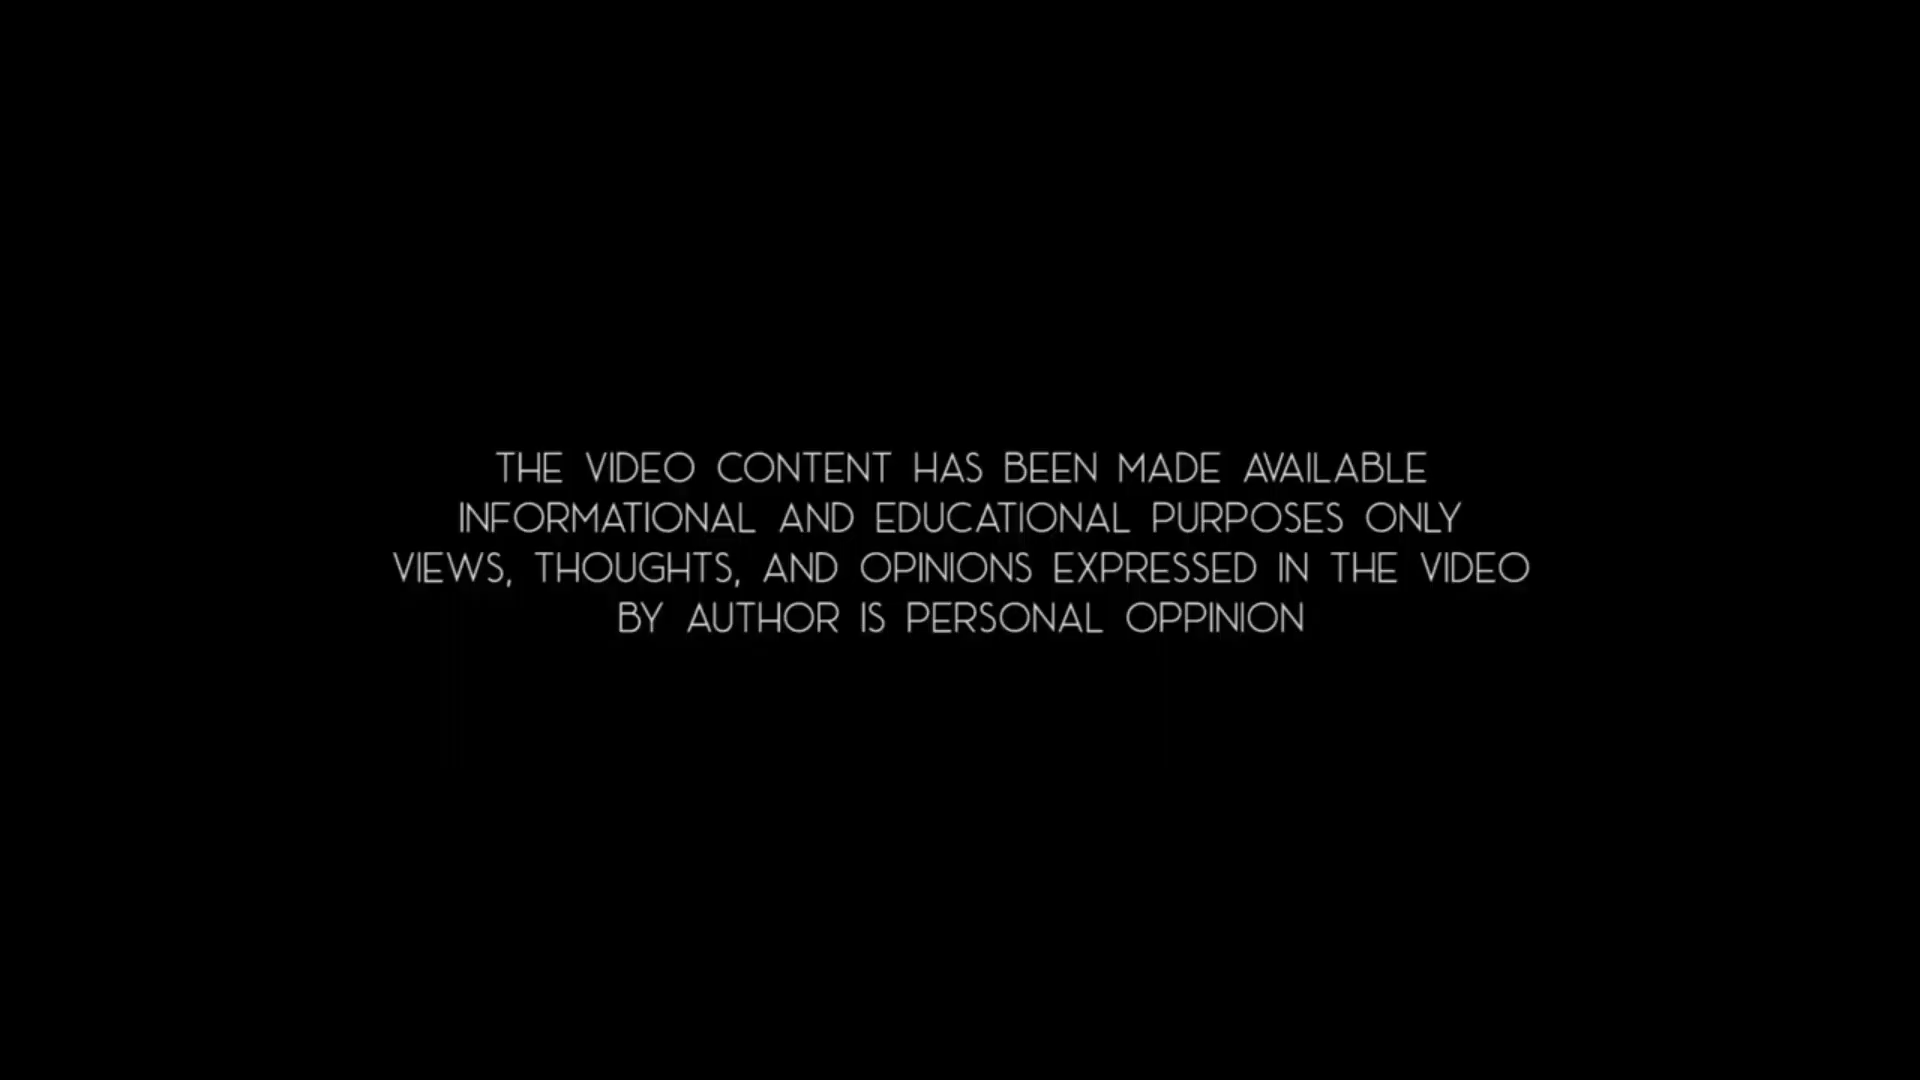 THE VIDEO CONTENT HAS BEEN MADE AVAILABLE
INFORMATIONAL AND EDUCATIONAL PURPOSES ONLY
VIEWS, THOUGHTS, AND OPINIONS EXPRESSED IN THE VIDEO
BY AUTHOR IS PERSONAL OPPINION